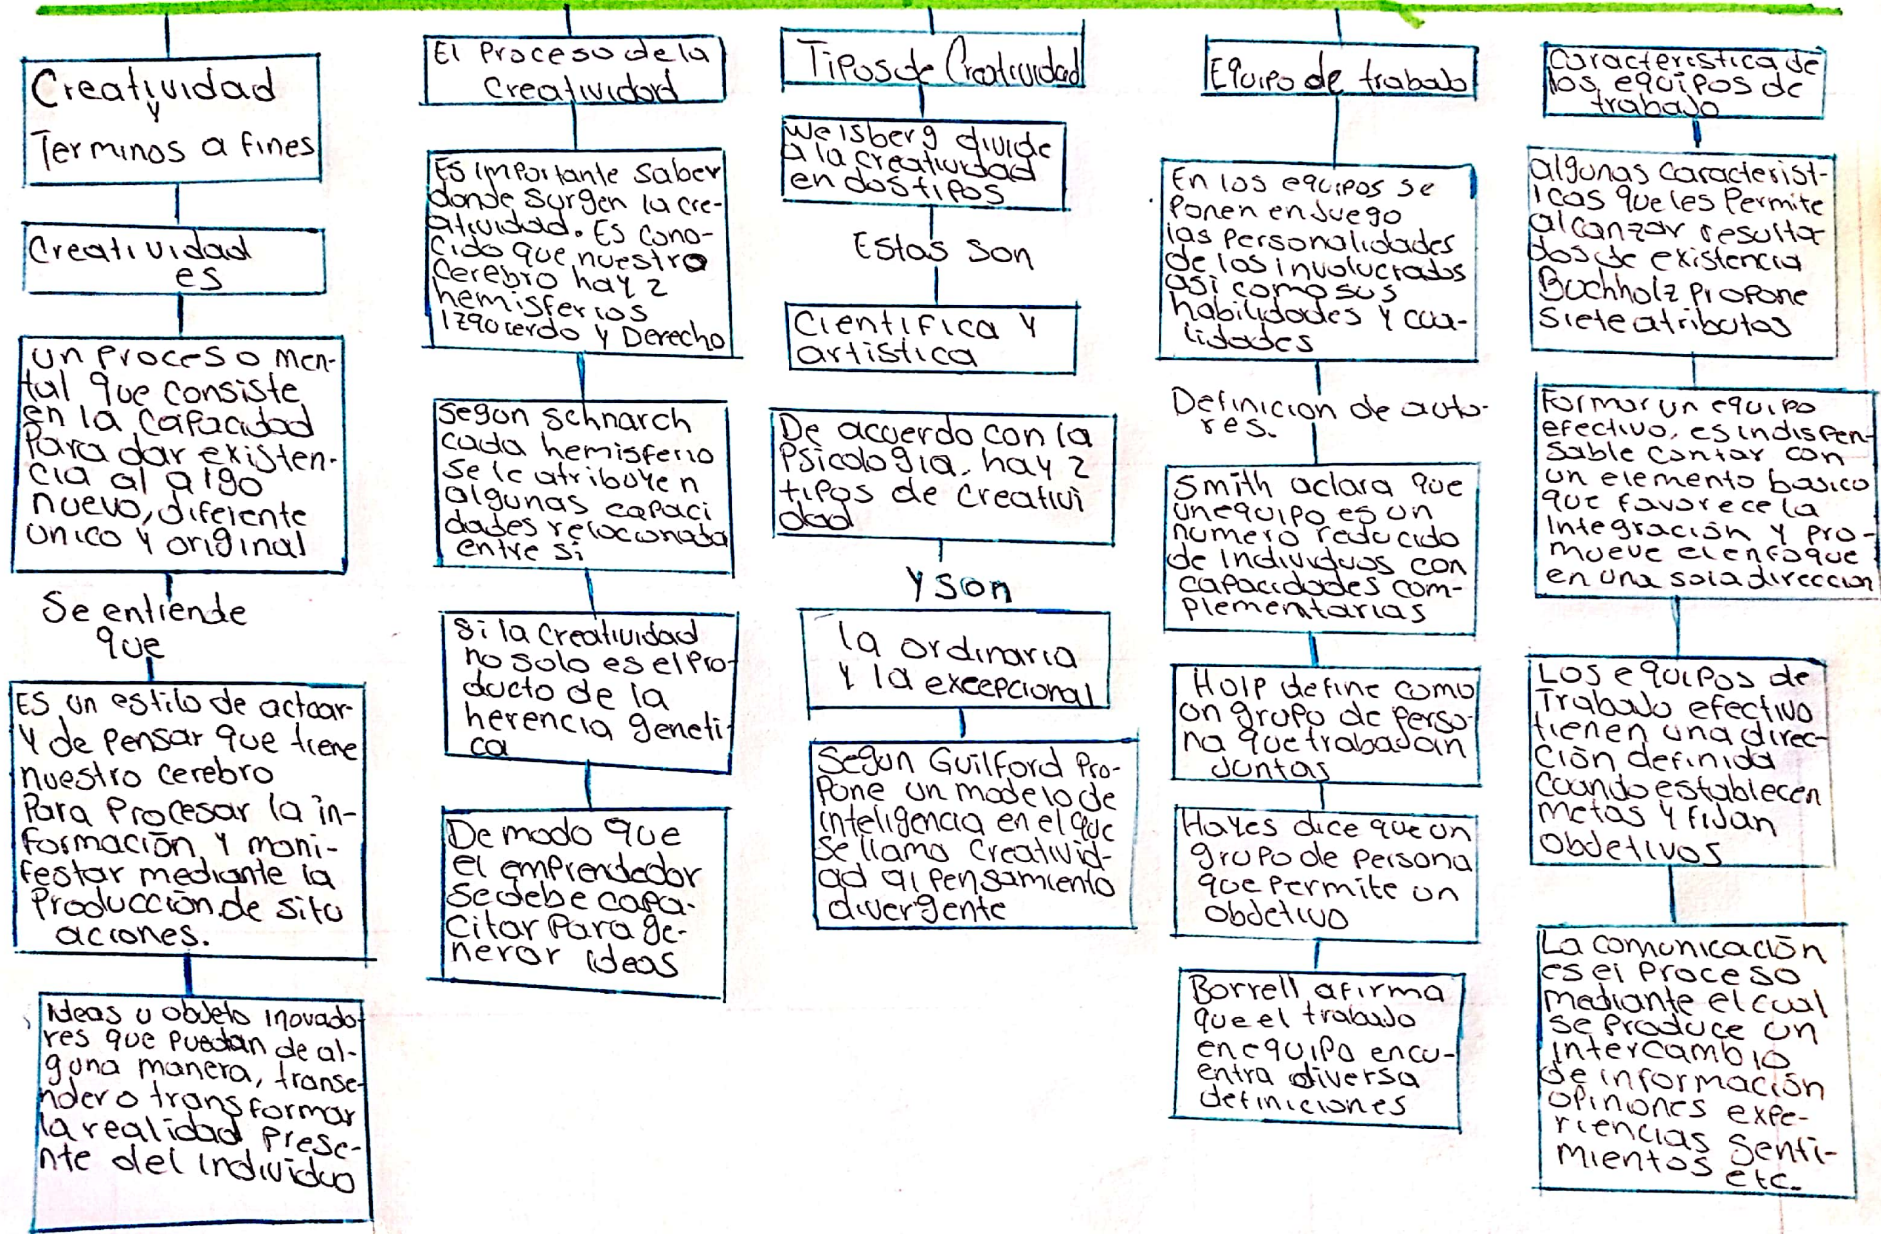 Creatividad
y
Terminos a fines
Creatividad
es
un proceso men-
tal que consiste
en la capacidad
Para dar existen-
cia al algo
nuevo, diferente
unico y original
Se entiende
que
ES un estilo de actuar
y de pensar que tiene
nuestro cerebro
Para procesar la in-
formación y mani-
festar mediante la
Producción de situ
aciones.
Ideas u objeto inovado-
res que puedan de al-
guna manera, transe-
nder o transformar
la realidad prese-
nte del individuo
El Proceso de la
Creatividad
Es importante saber
donde surgen la cre-
atividad. Es cono-
cido que nuestro
cerebro hay 2
hemisferios
Izquierdo y Derecho
segun schnarch
cada hemisferio
se le atribuyen
algunas capaci
dades relacionada
entre si
si la creatividad
no solo es el pro-
ducto de la
herencia geneti-
ca
De modo que
el emprendedor
se debe capa-
citar para ge-
nerar ideas
Tipos de Creatividad
Weisberg divide
a la creatividad
en dos tipos
Estas son
Cientifica y
artistica
De acuerdo con la
Psicologia, hay 2
tipos de creativi
dad
y son
la ordinaria
y la excepcional
Segun Guilford Pro-
Pone un modelo de
inteligencia en el que
se llama creativid-
ad al pensamiento
divergente
Equipo de trabajo
En los equipos se
Ponen en juego
las personalidades
de los involucrados
asi como sus
habilidades y cua-
lidades
Definicion de auto-
res.
Smith aclara que
un equipo es un
numero reducido
de individuos con
capacidades com-
plementarias
Holp define como
un grupo de perso-
na que trabajan
juntas
Hayes dice que un
grupo de persona
que permite un
objetivo
Borrell afirma
que el trabajo
en equipo encu-
entra diversa
definiciones
Caracteristica de
los equipos de
trabajo
algunas caracterist-
icas que les Permite
alcanzar resulta
dos de existencia
Buchholz propone
siete atributos
Formar un equipo
efectivo, es indispen-
sable contar con
un elemento basico
que favorece la
integración y pro-
mueve el enfoque
en una sola direccion
Los equipos de
Trabajo efectivo
tienen una direc-
ción definida
cuando establecen
metas y fijan
objetivos
La comunicación
es el proceso
mediante el cual
se produce un
intercambio
de información
opiniones expe-
riencias senti-
mientos etc.